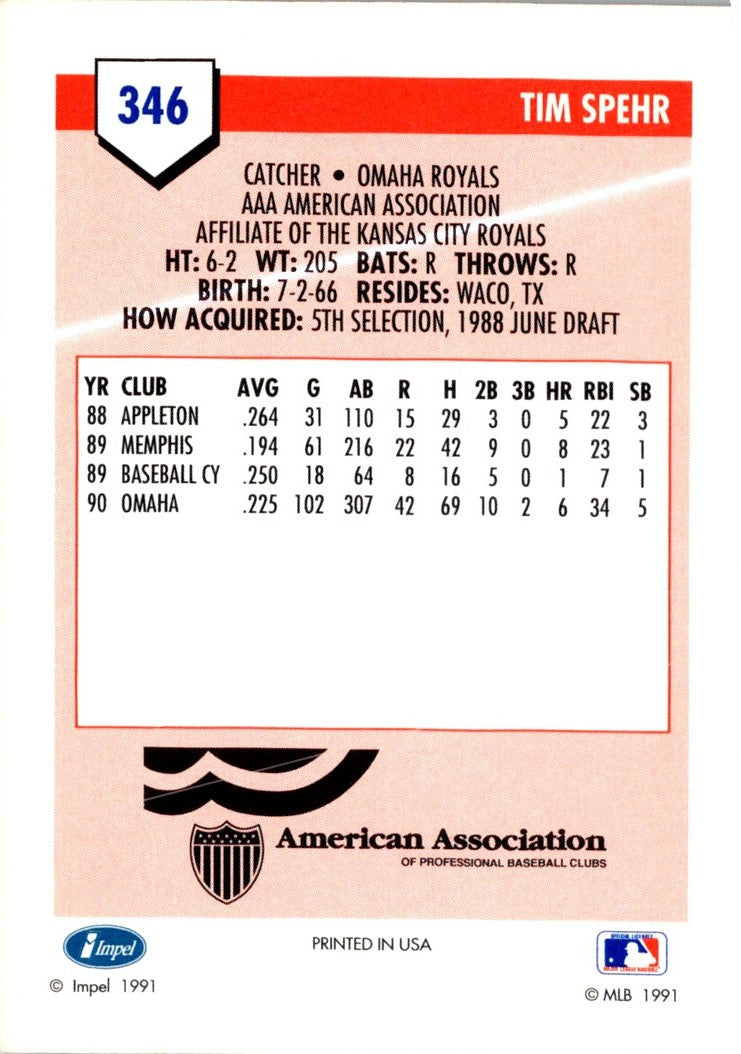 346
TIM SPEHR
CATCHER • OMAHA ROYALS
AAA AMERICAN ASSOCIATION
AFFILIATE OF THE KANSAS CITY ROYALS
HT: 6-2 WT: 205 BATS: R THROWS: R
BIRTH: 7-2-66 RESIDES: WACO, TX
HOW ACQUIRED: 5TH SELECTION, 1988 JUNE DRAFT
YR CLUB AVG G AB R H 2B 3B HR RBI SB
88 APPLETON .264 31 110 15 29 3 0 5 22 3
89 MEMPHIS .194 61 216 22 42 9 0 8 23 1
89 BASEBALL CY .250 18 64 8 16 5 0 1 7 1
90 OMAHA .225 102 307 42 69 10 2 6 34 5
American Association
OF PROFESSIONAL BASEBALL CLUBS
Impel
PRINTED IN USA
OFFICIAL LICENSEE
MAJOR LEAGUE BASEBALL
© Impel 1991
© MLB 1991